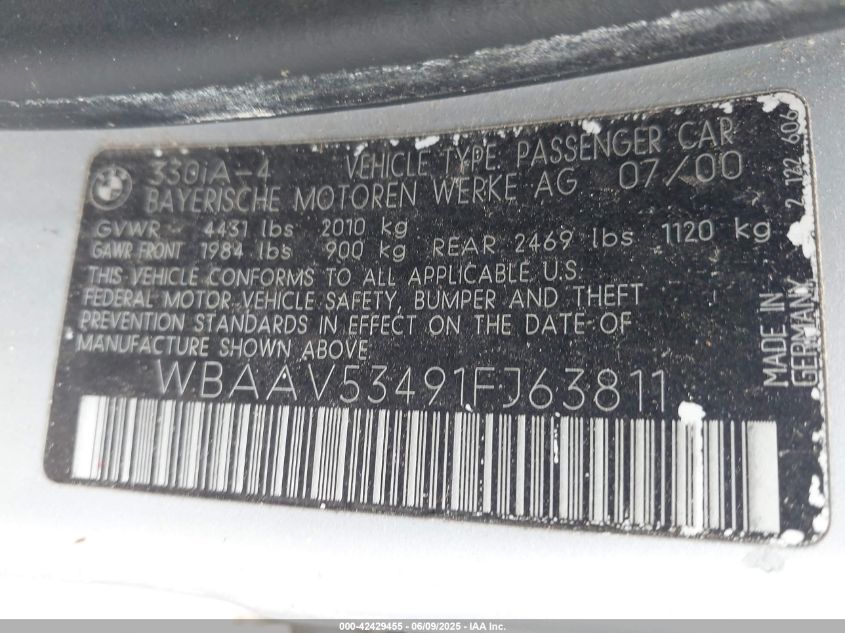 BMW
330iA-4 VEHICLE TYPE PASSENGER CAR
BAYERISCHE MOTOREN WERKE AG 07/00
GVWR 4431 lbs 2010 kg
GAWR FRONT 1984 lbs 900 kg REAR 2469 lbs 1120 kg
THIS VEHICLE CONFORMS TO ALL APPLICABLE U.S.
FEDERAL MOTOR VEHICLE SAFETY, BUMPER AND THEFT
PREVENTION STANDARDS IN EFFECT ON THE DATE OF
MANUFACTURE SHOWN ABOVE
WBAAV53491FJ63811
2 122 606
MADE IN
GERMANY
000-42429455 - 06/09/2025 - IAA Inc.